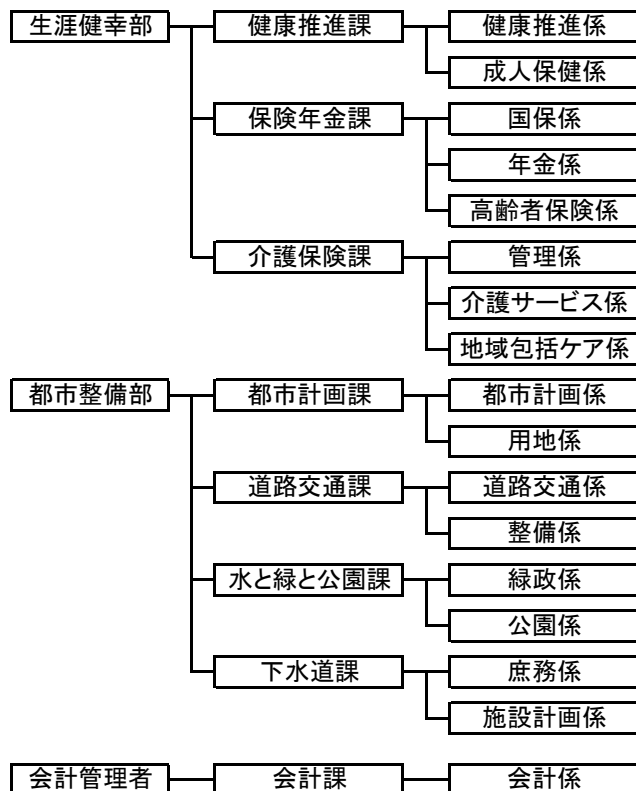 生涯健幸部 健康推進課 健康推進係
成人保健係
保険年金課 国保係
年金係
高齢者保険係
介護保険課 管理係
介護サービス係
地域包括ケア係
都市整備部 都市計画課 都市計画係
用地係
道路交通課 道路交通係
整備係
水と緑と公園課 緑政係
公園係
下水道課 庶務係
施設計画係
会計管理者 会計課 会計係